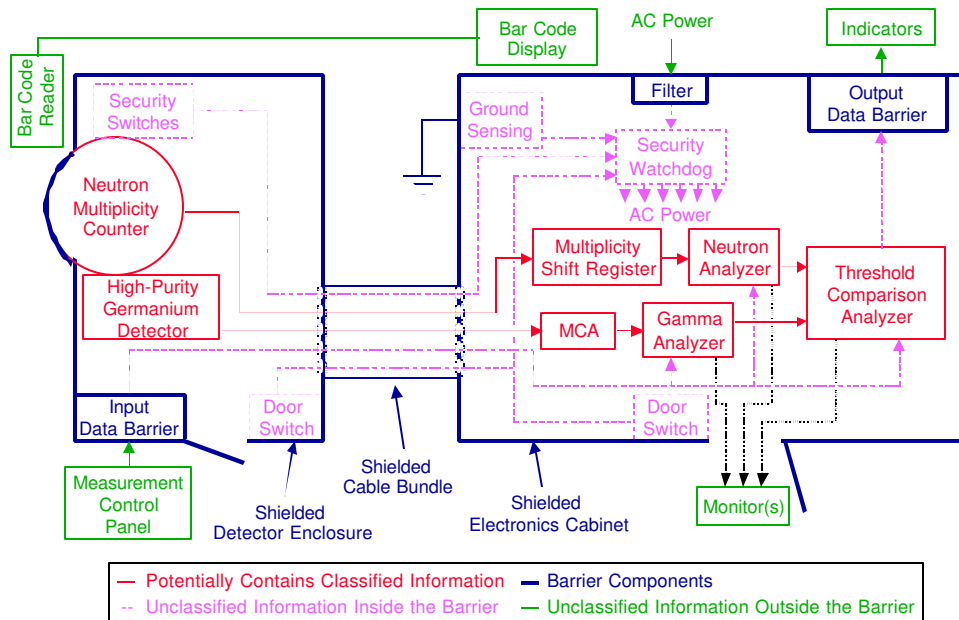 Bar Code
Display
AC Power
Indicators
Bar Code
Reader
Security
Switches
Ground
Sensing
Filter
Output
Data Barrier
Security
Watchdog
Neutron
Multiplicity
Counter
AC Power
Multiplicity
Shift Register
Neutron
Analyzer
Threshold
Comparison
Analyzer
High-Purity
Germanium
Detector
MCA
Gamma
Analyzer
Input
Data Barrier
Door
Switch
Door
Switch
Shielded
Cable Bundle
Measurement
Control
Panel
Shielded
Detector Enclosure
Shielded
Electronics Cabinet
Monitor(s)
Potentially Contains Classified Information
Barrier Components
Unclassified Information Inside the Barrier
Unclassified Information Outside the Barrier